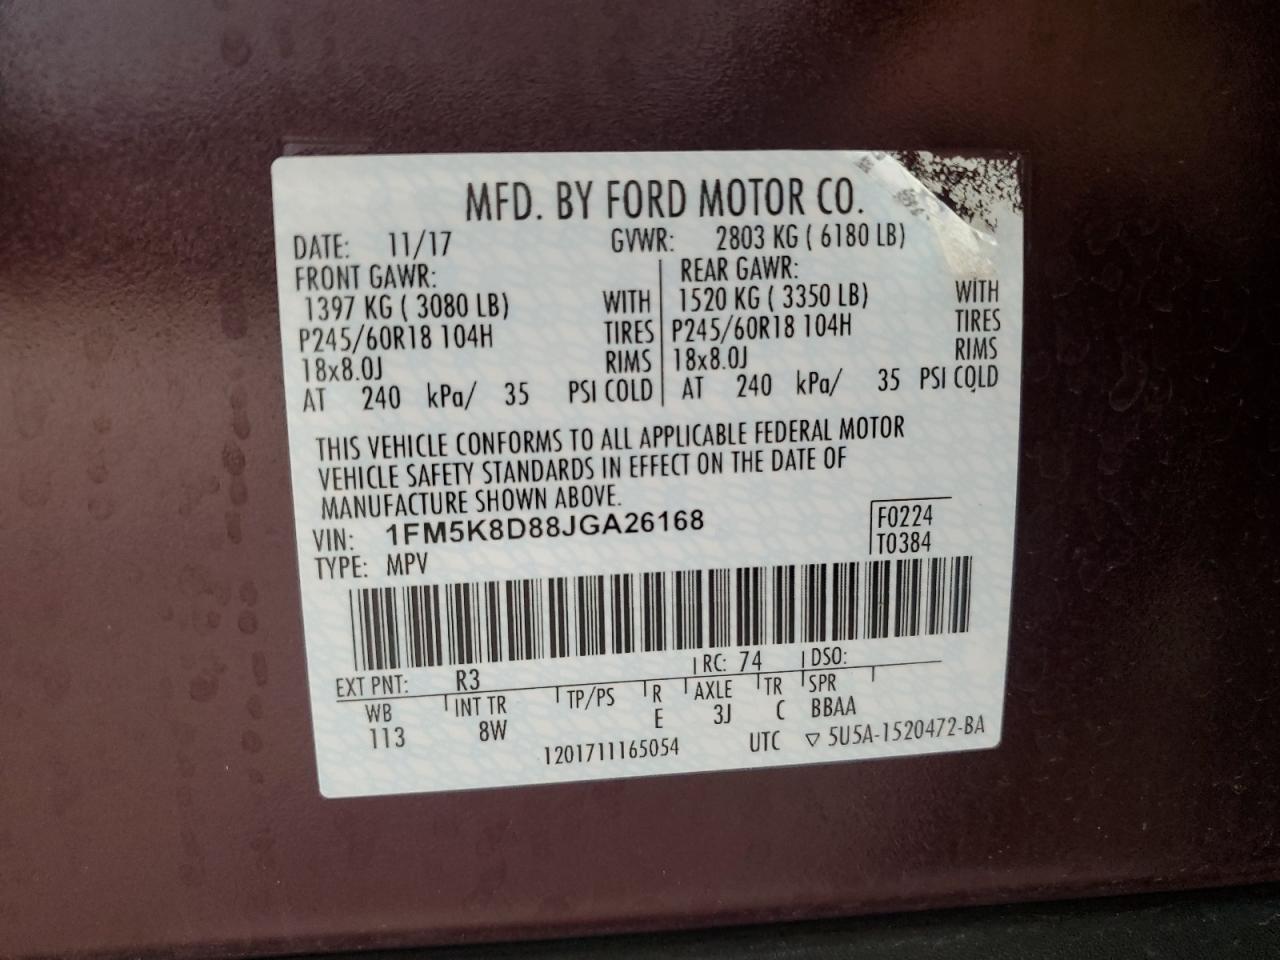 MFD. BY FORD MOTOR CO.
DATE: 11/17 GVWR: 2803 KG ( 6180 LB)
FRONT GAWR: REAR GAWR:
1397 KG ( 3080 LB) WITH 1520 KG ( 3350 LB) WITH
P245/60R18 104H TIRES P245/60R18 104H TIRES
18x8.0J RIMS 18x8.0J RIMS
AT 240 kPa/ 35 PSI COLD AT 240 kPa/ 35 PSI COLD
THIS VEHICLE CONFORMS TO ALL APPLICABLE FEDERAL MOTOR
VEHICLE SAFETY STANDARDS IN EFFECT ON THE DATE OF
MANUFACTURE SHOWN ABOVE.
VIN: 1FM5K8D88JGA26168 F0224
TYPE: MPV T0384
EXT PNT: R3 RC: 74 DSO:
WB INT TR TP/PS R AXLE TR SPR
113 8W E 3J C BBAA
1201711165054 UTC ▽ 5U5A-1520472-BA